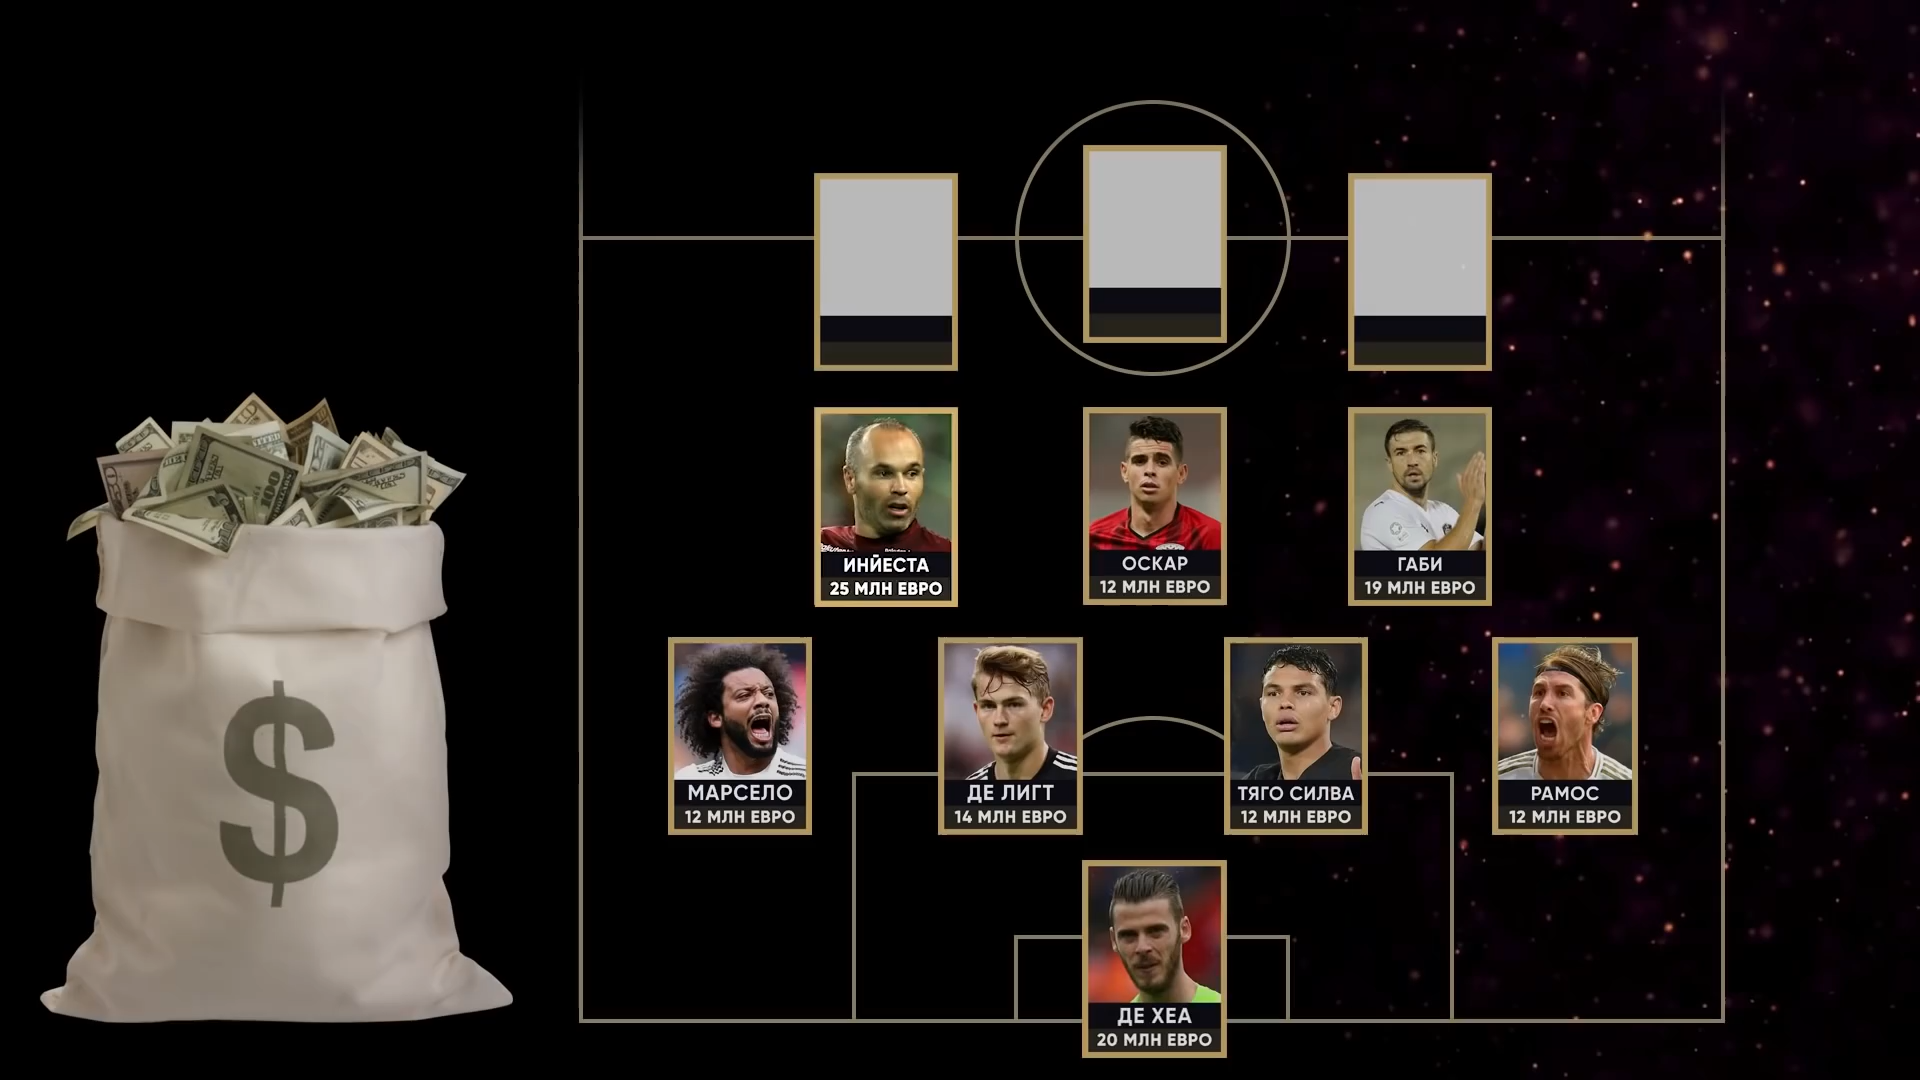 ИНЙЕСТА
25 МЛН ЕВРО
ОСКАР
12 МЛН ЕВРО
ГАБИ
19 МЛН ЕВРО
МАРСЕЛО
12 МЛН ЕВРО
ДЕ ЛИГТ
14 МЛН ЕВРО
ТЯГО СИЛВА
12 МЛН ЕВРО
РАМОС
12 МЛН ЕВРО
$
ДЕ ХЕА
20 МЛН ЕВРО